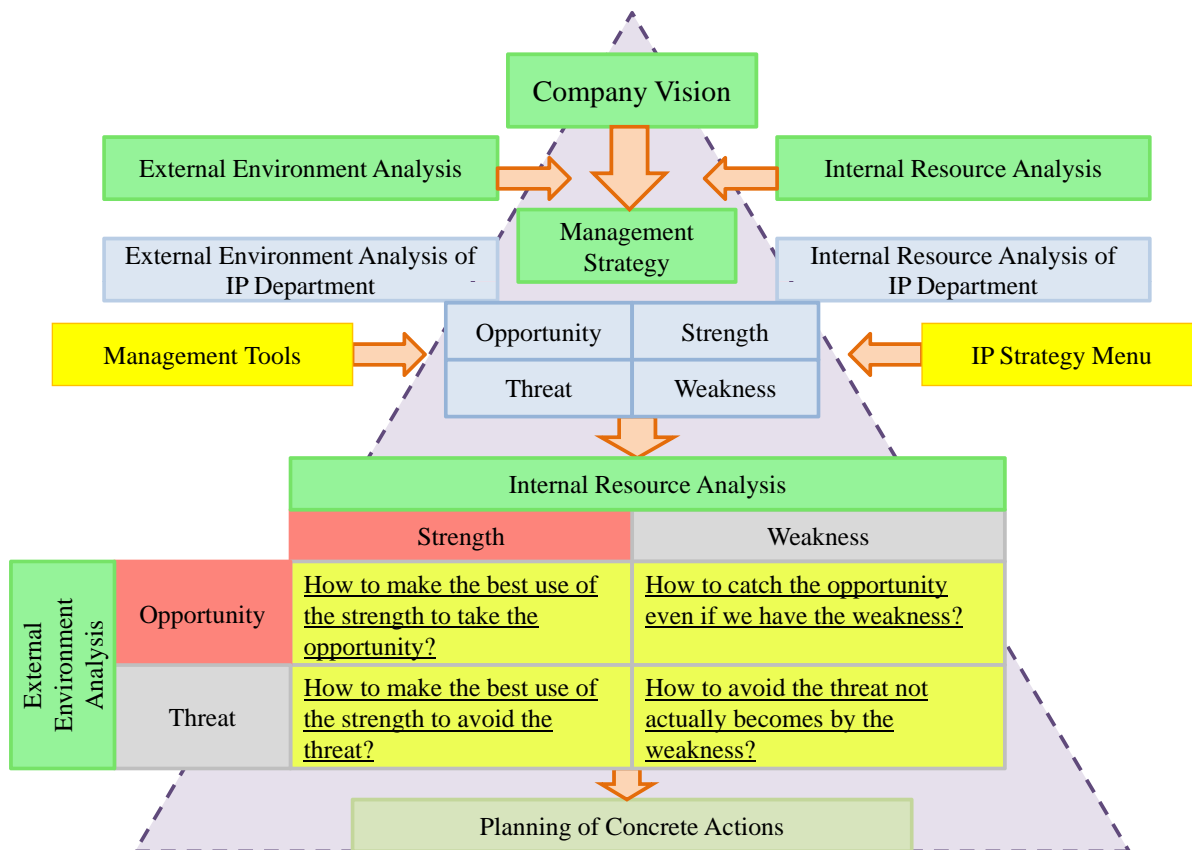 Company Vision
External Environment Analysis
Internal Resource Analysis
Management
Strategy
External Environment Analysis of
IP Department
Internal Resource Analysis of
IP Department
Opportunity
Strength
Management Tools
IP Strategy Menu
Threat
Weakness
Internal Resource Analysis
Strength
Weakness
External
Environment
Analysis
Opportunity
How to make the best use of
the strength to take the
opportunity?
How to catch the opportunity
even if we have the weakness?
Threat
How to make the best use of
the strength to avoid the
threat?
How to avoid the threat not
actually becomes by the
weakness?
Planning of Concrete Actions